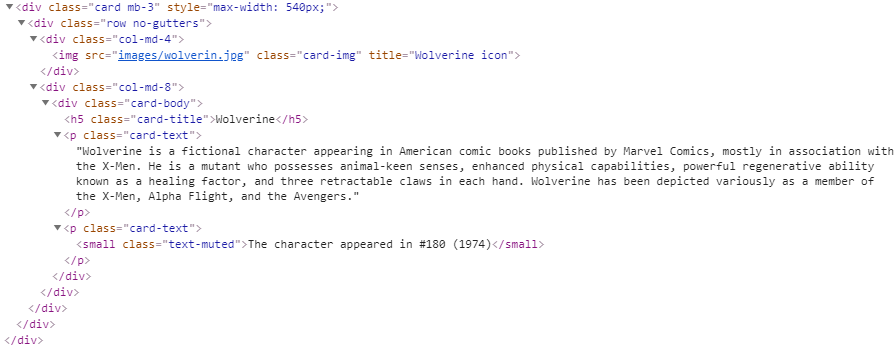 ▼<div class="card mb-3" style="max-width: 540px;">
▼<div class="row no-gutters">
▼<div class="col-md-4">
<img src="images/wolverin.jpg" class="card-img" title="Wolverine icon">
</div>
▼<div class="col-md-8">
▼<div class="card-body">
<h5 class="card-title">Wolverine</h5>
▼<p class="card-text">
"Wolverine is a fictional character appearing in American comic books published by Marvel Comics, mostly in association with
the X-Men. He is a mutant who possesses animal-keen senses, enhanced physical capabilities, powerful regenerative ability
known as a healing factor, and three retractable claws in each hand. Wolverine has been depicted variously as a member of
the X-Men, Alpha Flight, and the Avengers."
</p>
▼<p class="card-text">
<small class="text-muted">The character appeared in #180 (1974)</small>
</p>
</div>
</div>
</div>
</div>
</div>